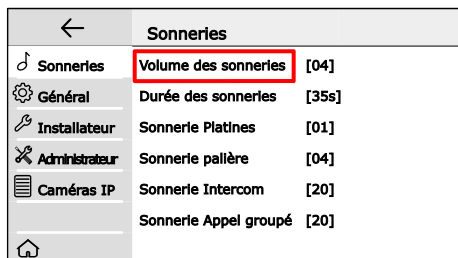 Sonneries
Sonneries
Général
Installateur
Administrateur
Caméras IP
Volume des sonneries [04]
Durée des sonneries [35s]
Sonnerie Platines [01]
Sonnerie palière [04]
Sonnerie Intercom [20]
Sonnerie Appel groupé [20]